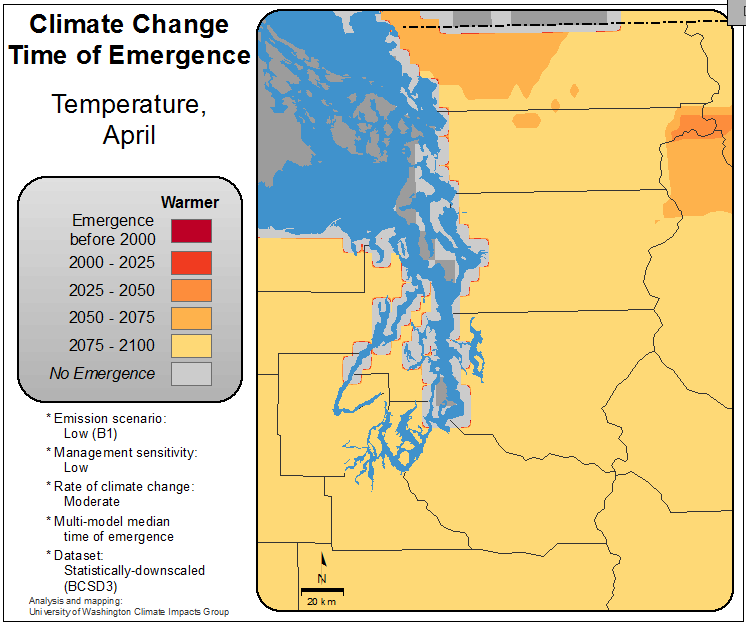 Climate Change
Time of Emergence
Temperature,
April
Warmer
Emergence
before 2000
2000 - 2025
2025 - 2050
2050 - 2075
2075 - 2100
No Emergence
* Emission scenario:
Low (B1)
* Management sensitivity:
Low
* Rate of climate change:
Moderate
* Multi-model median
time of emergence
* Dataset:
Statistically-downscaled
(BCSD3)
Analysis and mapping:
University of Washington Climate Impacts Group
N
20 km